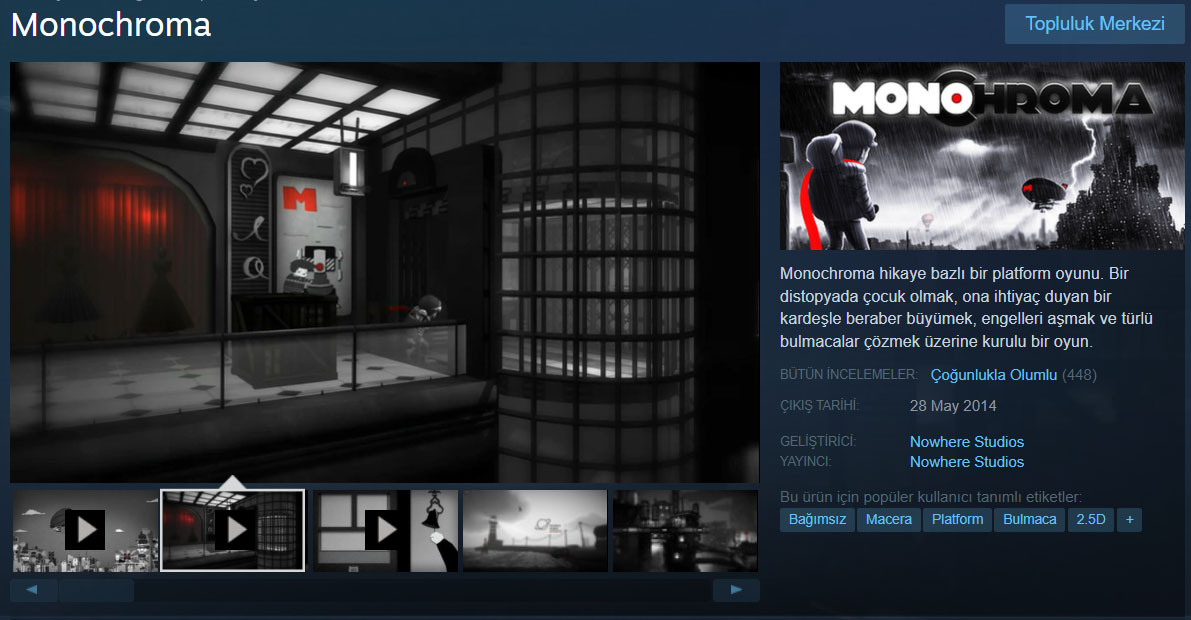 Monochroma
Topluluk Merkezi
M
MONOCHROMA
Monochroma hikaye bazlı bir platform oyunu. Bir
distopyada çocuk olmak, ona ihtiyaç duyan bir
kardeşle beraber büyümek, engelleri aşmak ve türlü
bulmacalar çözmek üzerine kurulu bir oyun.
BÜTÜN İNCELEMELER: Çoğunlukla Olumlu (448)
ÇIKIŞ TARİHİ: 28 May 2014
GELİŞTİRİCİ: Nowhere Studios
YAYINCI: Nowhere Studios
Bu ürün için popüler kullanıcı tanımlı etiketler:
Bağımsız Macera Platform Bulmaca 2.5D +